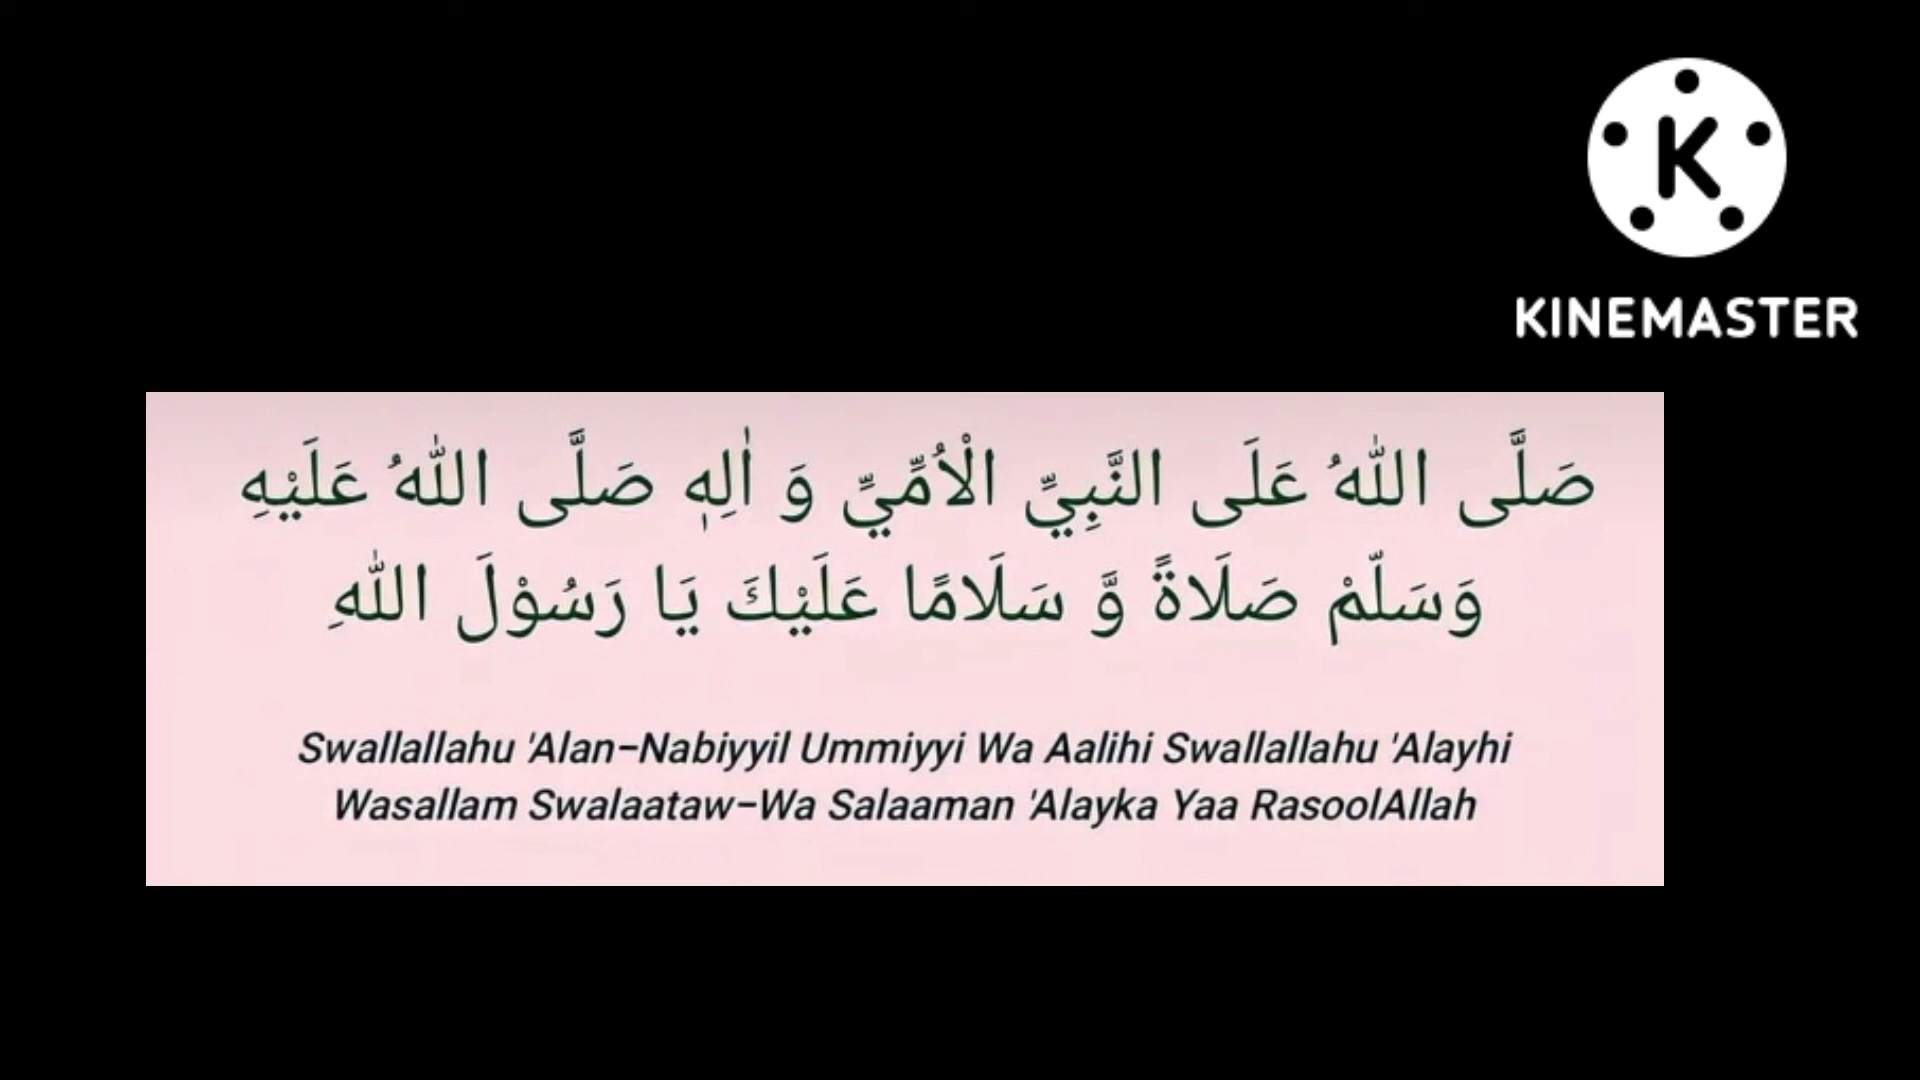 K
KINEMASTER
صَلَّى اللّٰهُ عَلَى النَّبِيِّ الْاُمِّيِّ وَ اٰلِهٖ صَلَّى اللّٰهُ عَلَيْهِ
وَسَلّمْ صَلَاةً وَّ سَلَامًا عَلَيْكَ يَا رَسُوْلَ اللّٰهِ
Swallallahu 'Alan-Nabiyyil Ummiyyi Wa Aalihi Swallallahu 'Alayhi
Wasallam Swalaataw-Wa Salaaman 'Alayka Yaa RasoolAllah